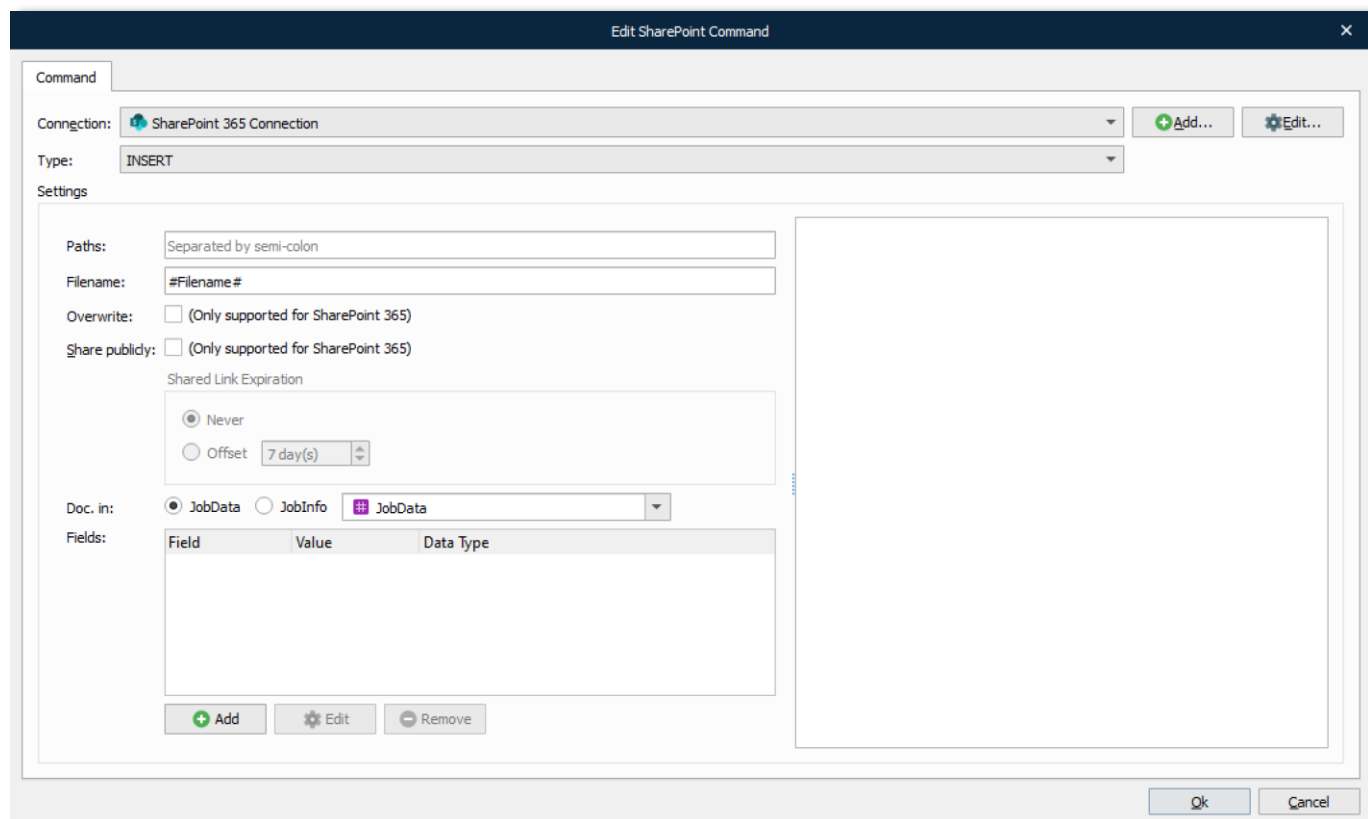 Edit SharePoint Command
Command
Connection: SharePoint 365 Connection Add... Edit...
Type: INSERT
Settings
Paths: Separated by semi-colon
Filename: #Filename#
Overwrite: (Only supported for SharePoint 365)
Share publicly: (Only supported for SharePoint 365)
Shared Link Expiration
Never
Offset 7 day(s)
Doc. in: JobData JobInfo JobData
Fields: Field Value Data Type
Add Edit Remove
Ok Cancel